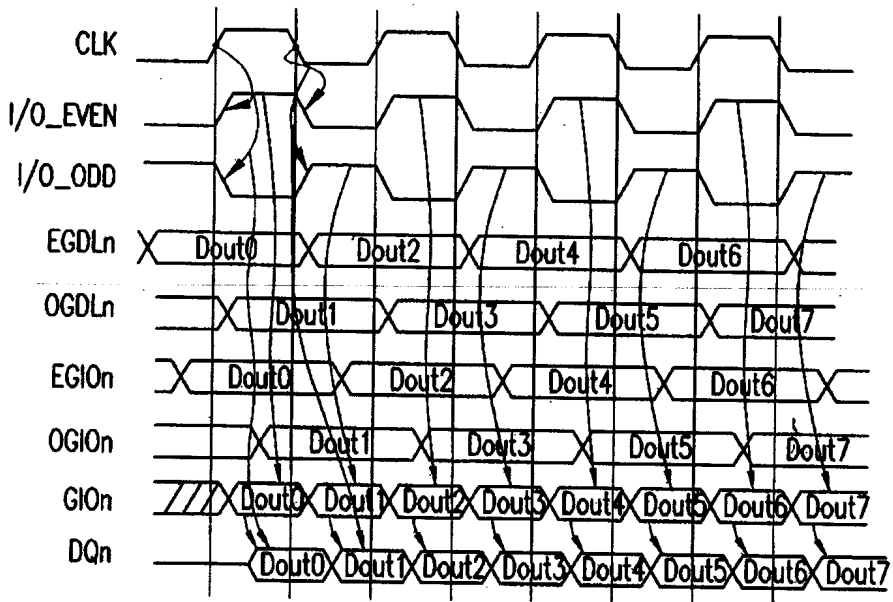 CLK
I/O_EVEN
I/O_ODD
EGDLn Dout0 Dout2 Dout4 Dout6
OGDLn Dout1 Dout3 Dout5 Dout7
EGIOn Dout0 Dout2 Dout4 Dout6
OGIOn Dout1 Dout3 Dout5 Dout7
GIOn Dout0 Dout1 Dout2 Dout3 Dout4 Dout5 Dout6 Dout7
DQn Dout0 Dout1 Dout2 Dout3 Dout4 Dout5 Dout6 Dout7